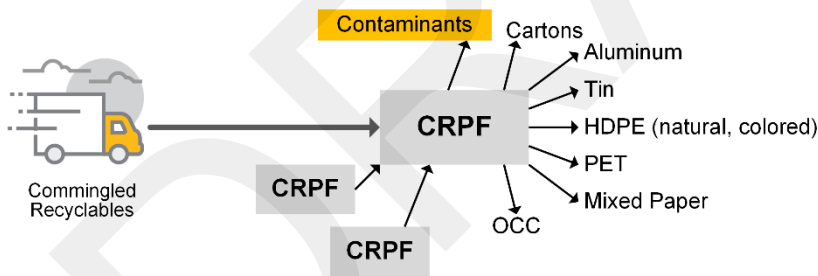 Contaminants
Cartons
Aluminum
Tin
CRPF
HDPE (natural, colored)
PET
Mixed Paper
OCC
Commingled
Recyclables
CRPF
CRPF